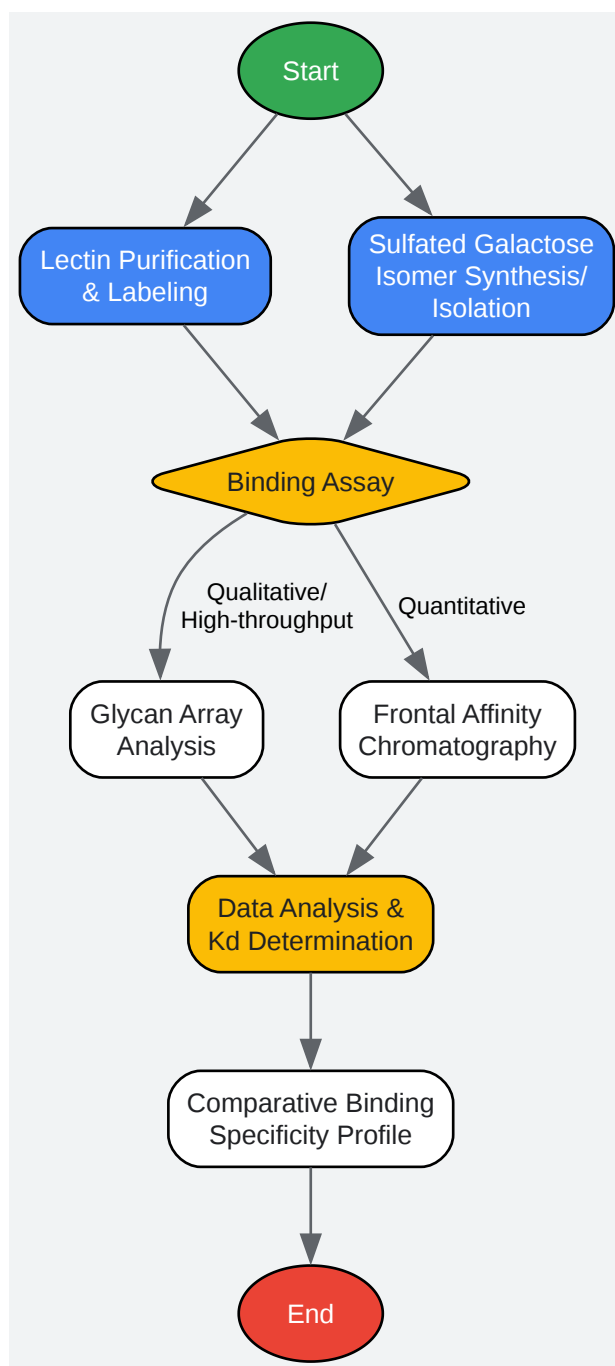 Start
Lectin Purification
& Labeling
Sulfated Galactose
Isomer Synthesis/
Isolation
Binding Assay
Qualitative/
High-throughput
Quantitative
Glycan Array
Analysis
Frontal Affinity
Chromatography
Data Analysis &
Kd Determination
Comparative Binding
Specificity Profile
End